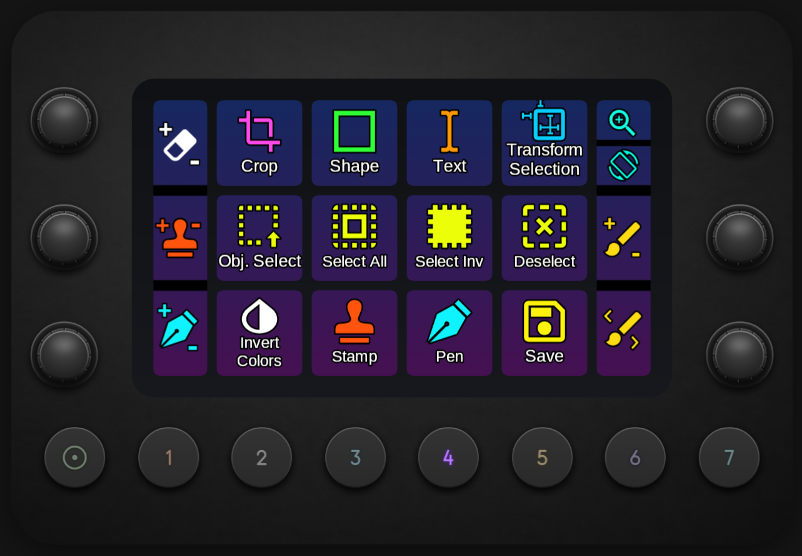 Crop
Shape
Text
Transform
Selection
Obj. Select
Select All
Select Inv
Deselect
Invert
Colors
Stamp
Pen
Save
1
2
3
4
5
6
7